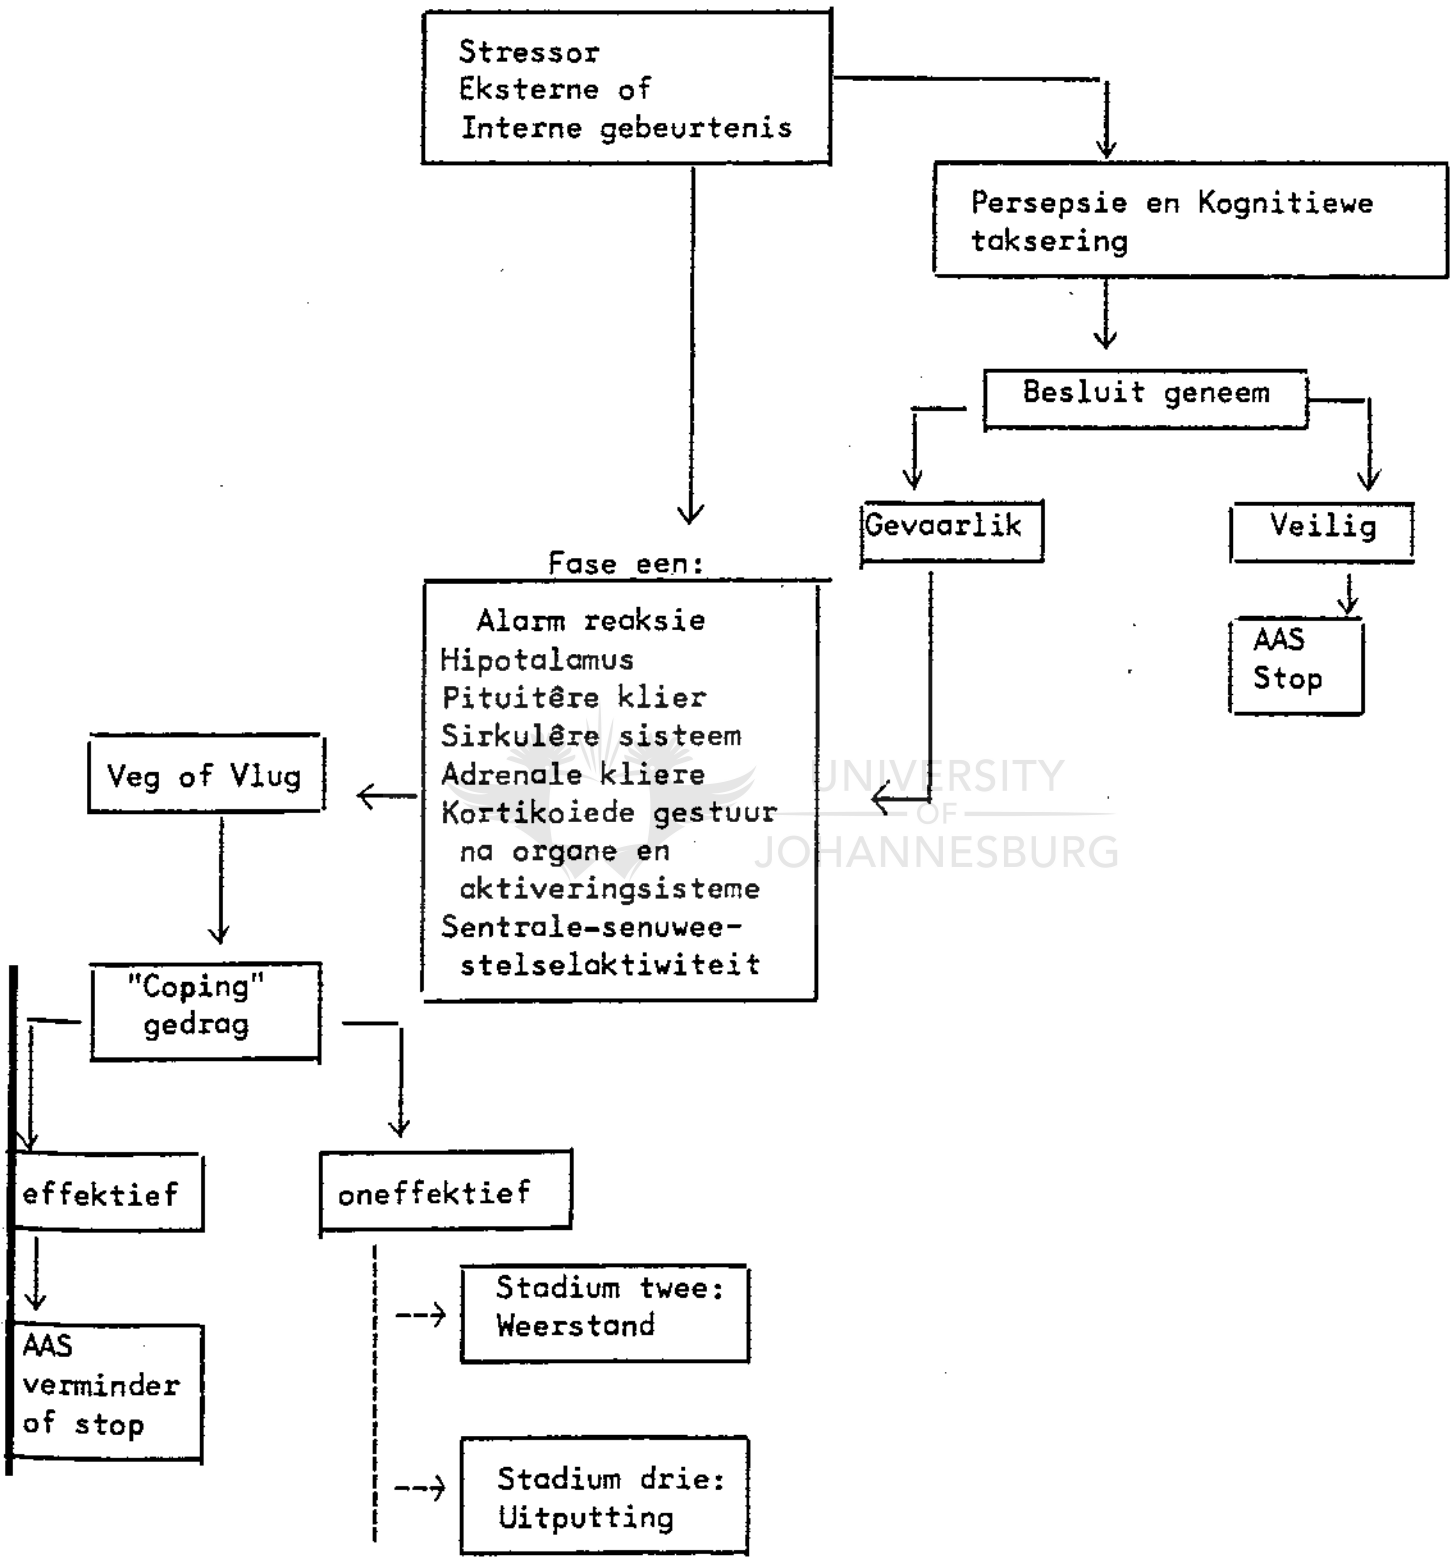 Stressor
Eksterne of
Interne gebeurtenis
Persepsie en Kognitiewe
taksering
Besluit geneem
Gevaarlik
Veilig
AAS
Stop
Fase een:
Alarm reaksie
Hipotalamus
Pituitêre klier
Sirkulêre sisteem
Adrenale kliere
Kortikoïede gestuur
na organe en
aktiveringsisteme
Sentrale-senuwee-
stelselaktiwiteit
Veg of Vlug
"Coping"
gedrag
effektief
oneffektief
AAS
verminder
of stop
Stadium twee:
Weerstand
Stadium drie:
Uitputting
UNIVERSITY
OF
JOHANNESBURG